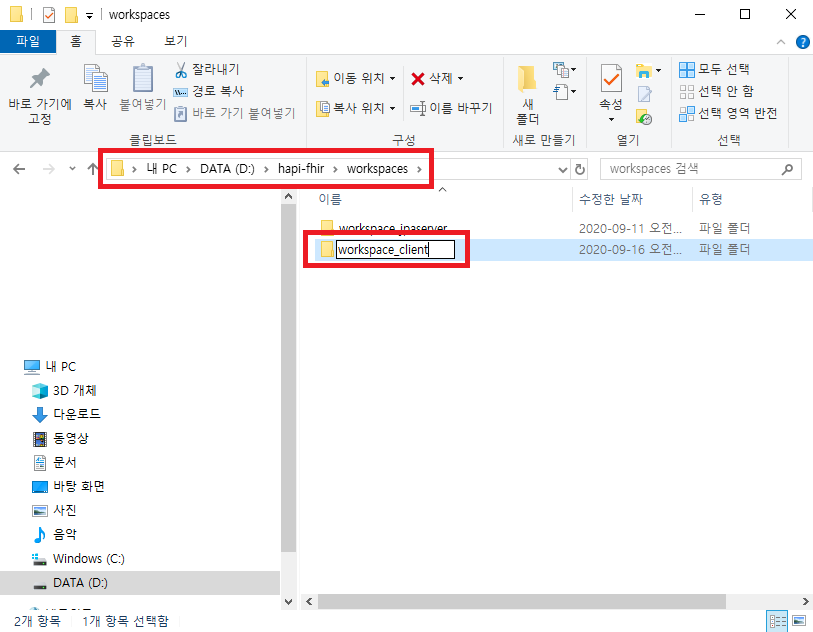 workspaces
파일 홈 공유 보기
바로 가기에 고정
복사
붙여넣기
잘라내기
경로 복사
바로 가기 붙여넣기
클립보드
이동 위치
복사 위치
삭제
이름 바꾸기
구성
새 폴더
새로 만들기
속성
열기
모두 선택
선택 안 함
선택 영역 반전
선택
내 PC > DATA (D:) > hapi-fhir > workspaces >
workspaces 검색
이름 수정한 날짜 유형
workspace_jpaserver 2020-09-11 오전... 파일 폴더
workspace_client 2020-09-16 오전... 파일 폴더
내 PC
3D 개체
다운로드
동영상
문서
바탕 화면
사진
음악
Windows (C:)
DATA (D:)
2개 항목 1개 항목 선택함